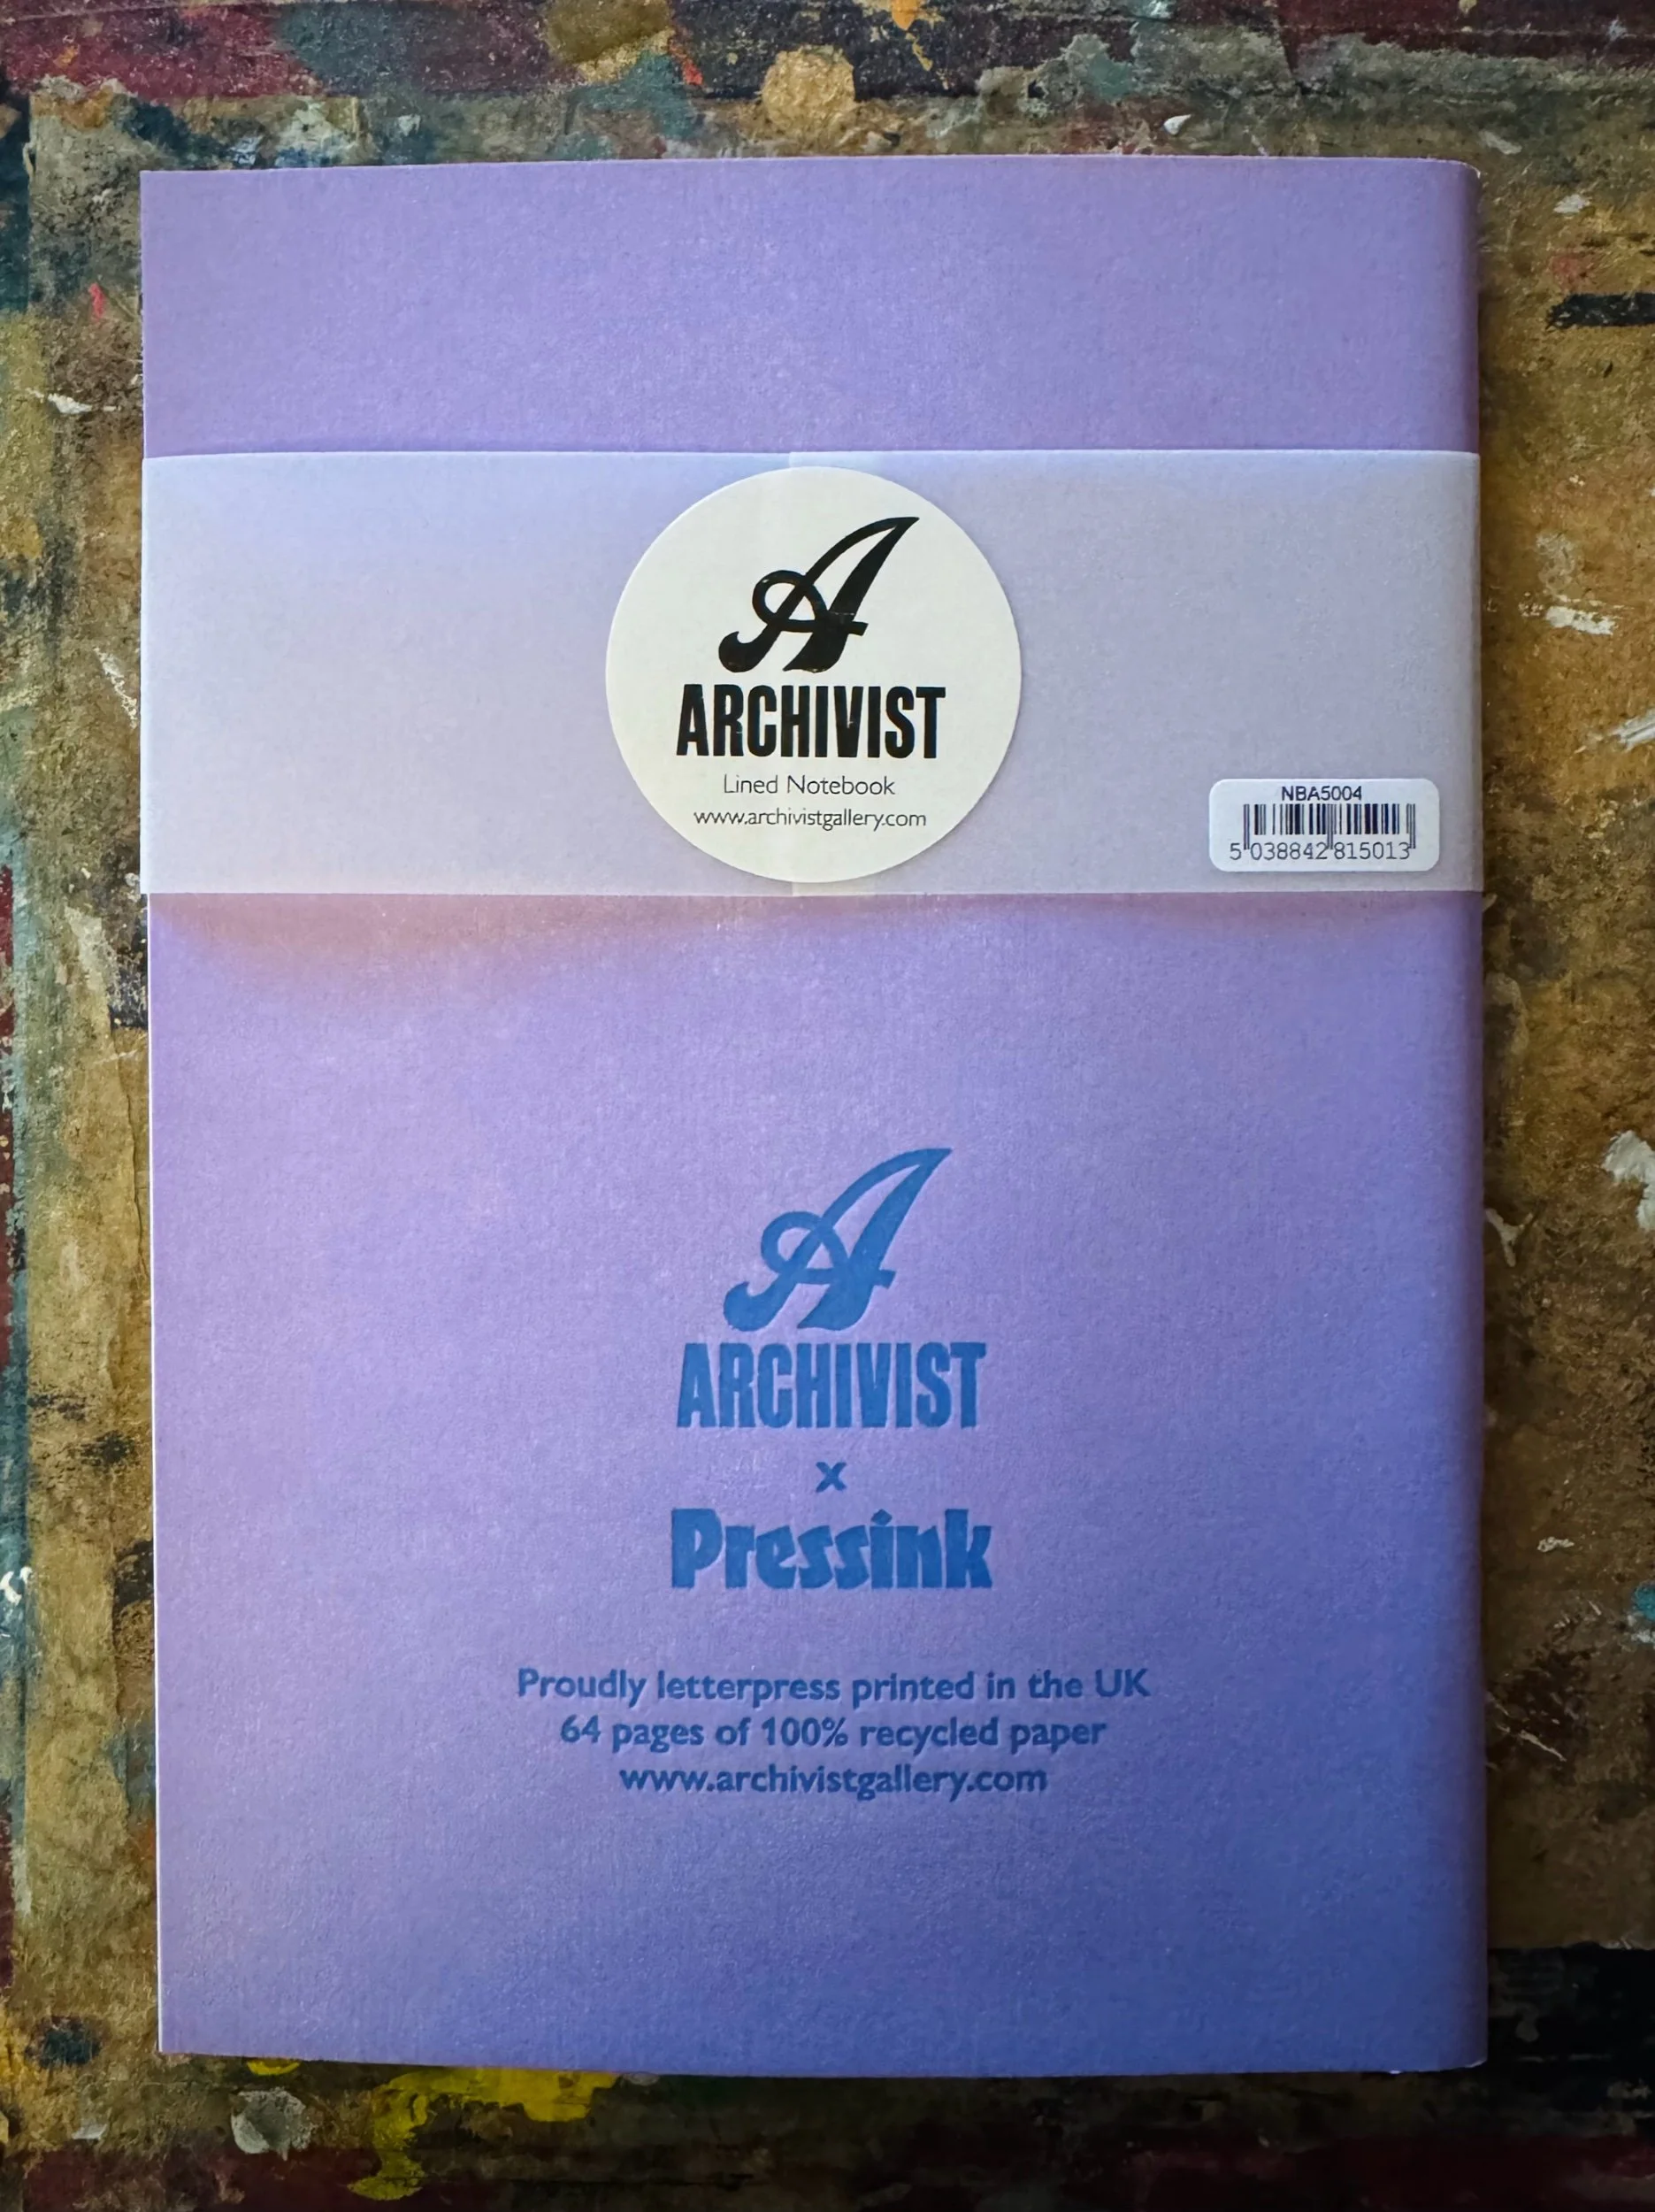 A
ARCHIVIST
Lined Notebook
www.archivistgallery.com
NBA5004
5 038842 815013
A
ARCHIVIST
x
Pressink
Proudly letterpress printed in the UK
64 pages of 100% recycled paper
www.archivistgallery.com